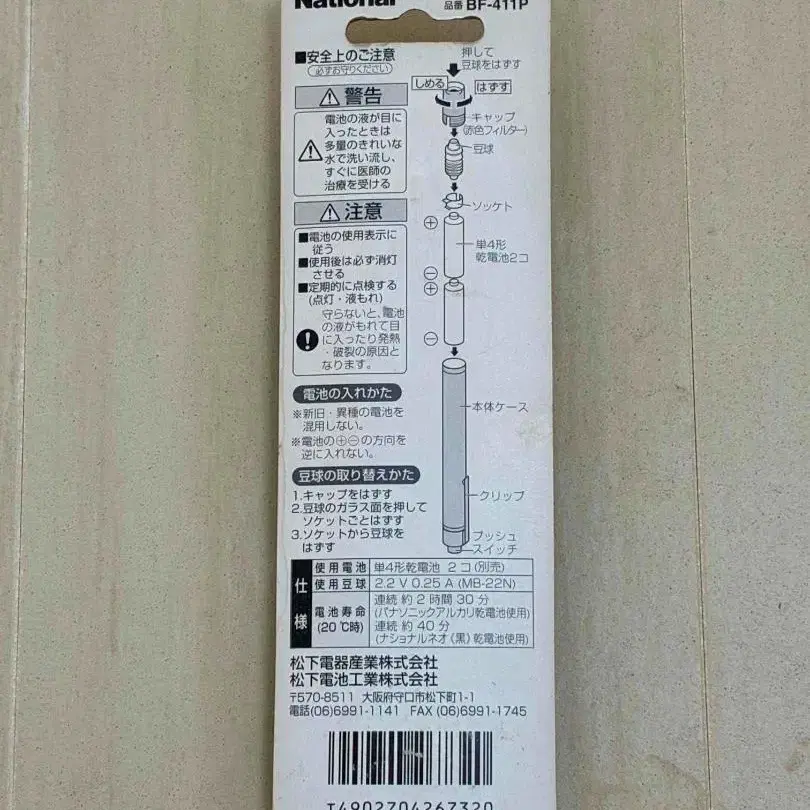 National
品番 BF-411P
■安全上のご注意
必ずお守りください
警告
電池の液が目に
入ったときは
多量のきれいな
水で洗い流し、
すぐに医師の
治療を受ける
注意
■電池の使用表示に
従う
■使用後は必ず消灯
させる
■定期的に点検する
(点灯・液もれ)
守らないと、電池
の液がもれて目
に入ったり発熱
・破裂の原因と
なります。
電池の入れかた
※新旧・異種の電池を
混用しない。
※電池の⊕⊖の方向を
逆に入れない。
豆球の取り替えかた
1.キャップをはずす
2.豆球のガラス面を押して
ソケットごとはずす
3.ソケットから豆球を
はずす
押して
豆球をはずす
しめる
はずす
キャップ
(赤色フィルター)
豆球
ソケット
⊕
単4形
乾電池2コ
⊖
⊕
⊖
本体ケース
クリップ
プッシュ
スイッチ
仕様
使用電池 単4形乾電池 2コ(別売)
使用豆球 2.2V 0.25A (MB-22N)
電池寿命
(20℃時)
連続 約2時間30分
(パナソニックアルカリ乾電池使用)
連続 約40分
(ナショナルネオ《黒》乾電池使用)
松下電器産業株式会社
松下電池工業株式会社
〒570-8511 大阪府守口市松下町1-1
電話(06)6991-1141 FAX (06)6991-1745
T4902704267320